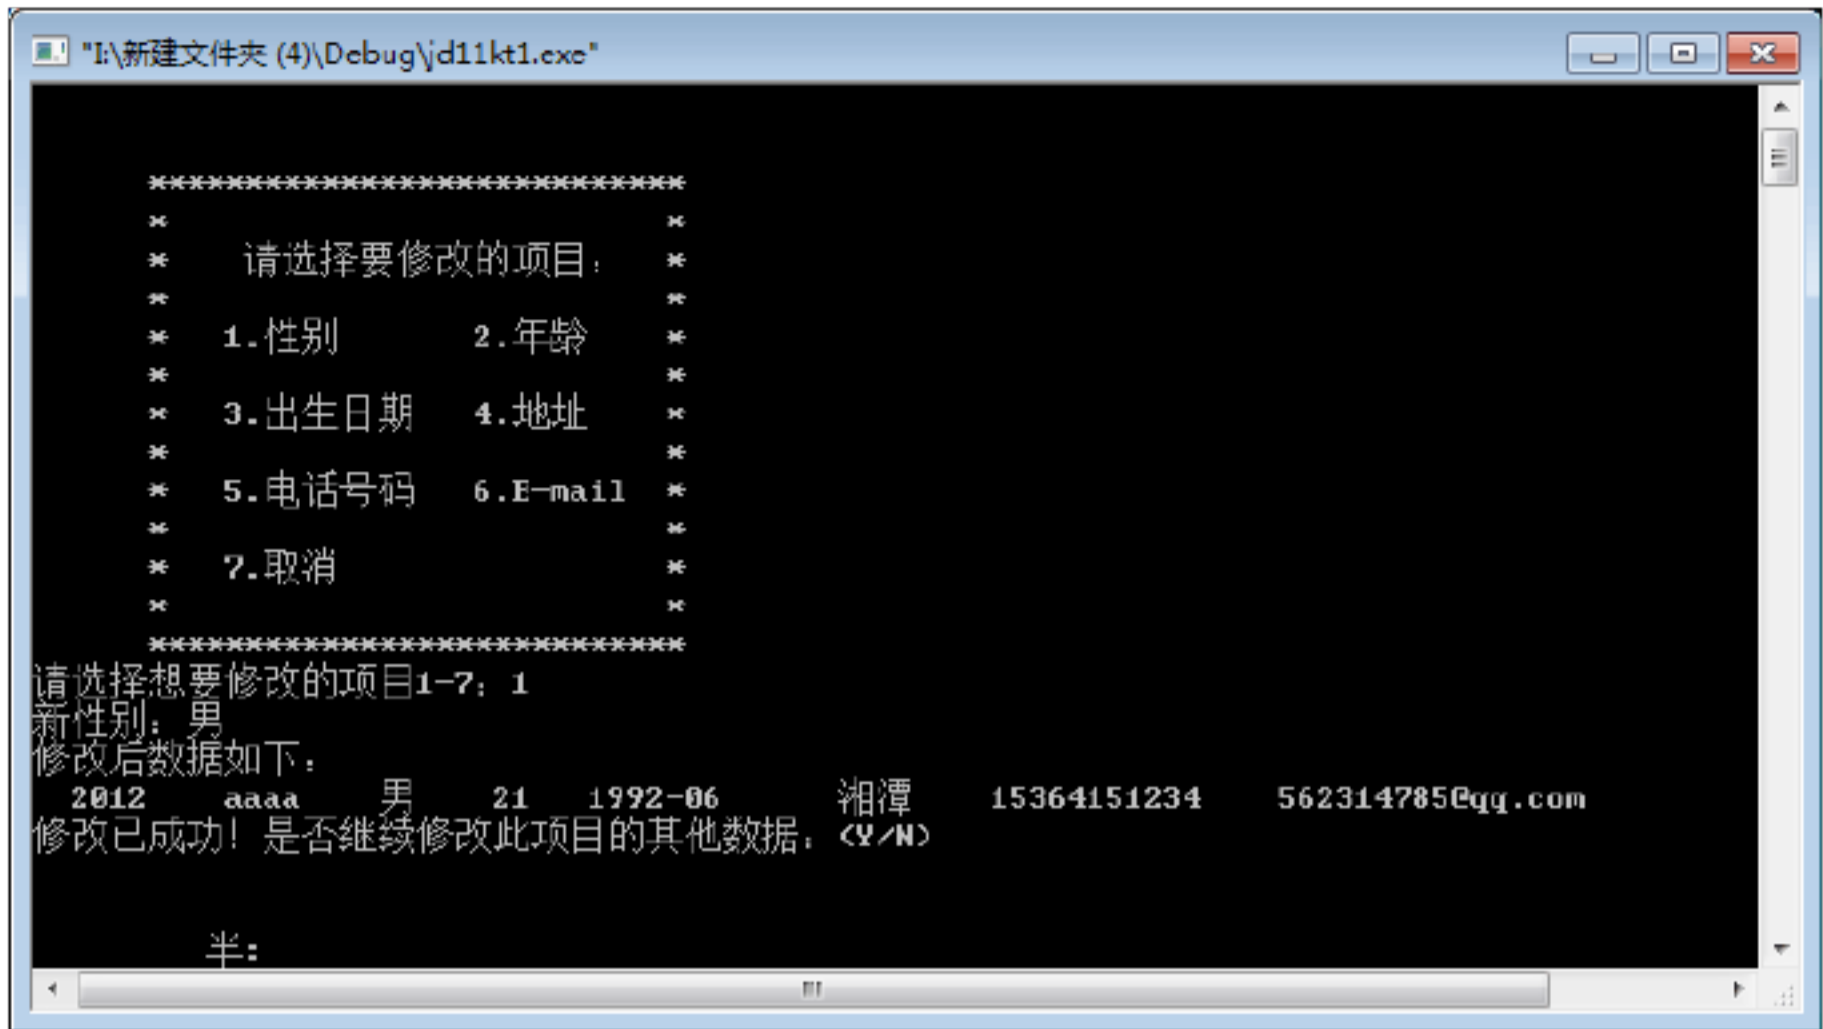 "I:\新建文件夹 (4)\Debug\jd11kt1.exe"
****************************
* *
* 请选择要修改的项目： *
* *
* 1.性别 2.年龄 *
* *
* 3.出生日期 4.地址 *
* *
* 5.电话号码 6.E-mail *
* *
* 7.取消 *
* *
****************************
请选择想要修改的项目1-7：1
新性别：男
修改后数据如下：
2012 aaaa 男 21 1992-06 湘潭 15364151234 562314785@qq.com
修改已成功！是否继续修改此项目的其他数据：(Y/N)
半：